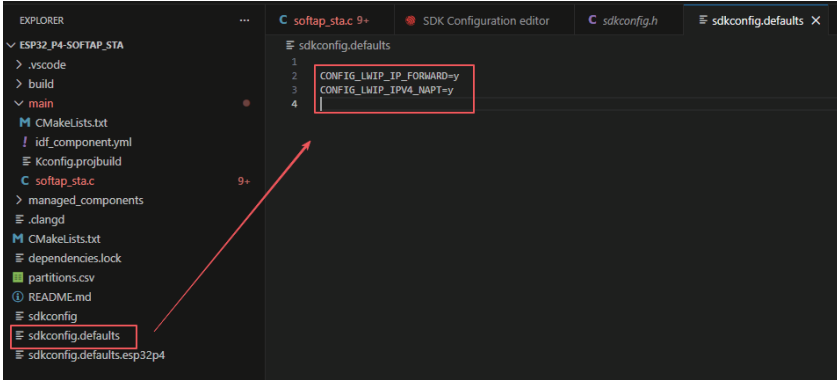 EXPLORER
ESP32_P4-SOFTAP_STA
.vscode
build
main
CMakeLists.txt
idf_component.yml
Kconfig.projbuild
softap_sta.c 9+
managed_components
.clangd
CMakeLists.txt
dependencies.lock
partitions.csv
README.md
sdkconfig
sdkconfig.defaults
sdkconfig.defaults.esp32p4
softap_sta.c 9+ SDK Configuration editor sdkconfig.h sdkconfig.defaults
sdkconfig.defaults
1
2 CONFIG_LWIP_IP_FORWARD=y
3 CONFIG_LWIP_IPV4_NAPT=y
4